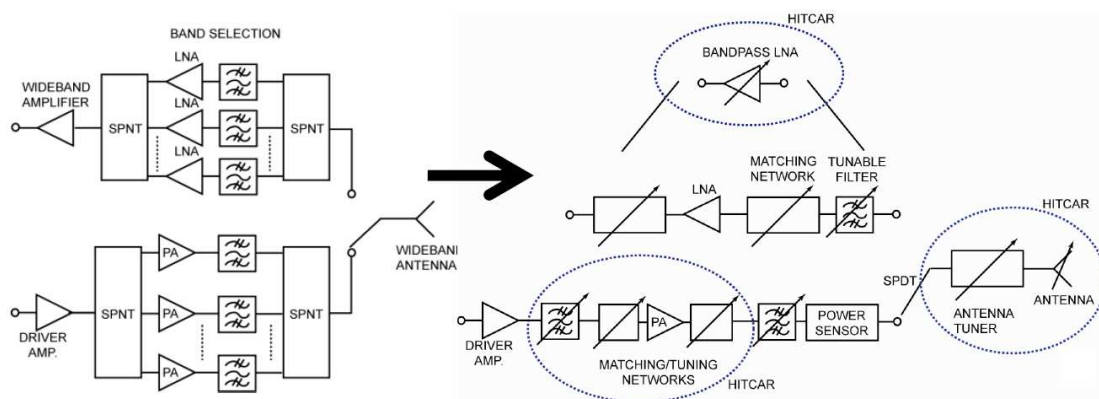 BAND SELECTION
LNA
WIDEBAND
AMPLIFIER
SPNT
LNA
LNA
SPNT
WIDEBAN
ANTENNA
PA
SPNT
PA
PA
SPNT
DRIVER
AMP.
HITCAR
BANDPASS LNA
MATCHING
NETWORK
TUNABLE
FILTER
LNA
HITCAR
SPDT
ANTENNA
TUNER
ANTENNA
DRIVER
AMP.
PA
POWER
SENSOR
MATCHING/TUNING
NETWORKS
HITCAR